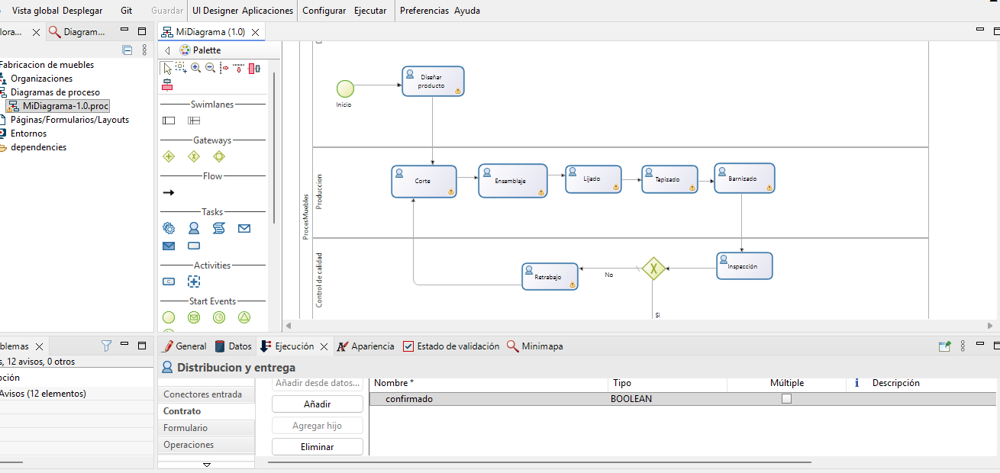 Vista global Desplegar Git Guardar UI Designer Aplicaciones Configurar Ejecutar Preferencias Ayuda
lora... Diagram...
MiDiagrama (1.0)
Palette
Fabricacion de muebles
Organizaciones
Diagramas de proceso
MiDiagrama-1.0.proc
Páginas/Formularios/Layouts
Entornos
dependencies
Swimlanes
Gateways
Flow
Tasks
Activities
Start Events
ProcesMuebles
Inicio
Diseñar
producto
Produccion
Corte
Ensamblaje
Lijado
Tapizado
Barnizado
Control de calidad
Retrabajo
No
X
Inspección
Si
blemas
s, 12 avisos, 0 otros
pción
Avisos (12 elementos)
General Datos Ejecución Apariencia Estado de validación Minimapa
Distribucion y entrega
Conectores entrada
Contrato
Formulario
Operaciones
Añadir desde datos...
Añadir
Agregar hijo
Eliminar
Nombre * Tipo Múltiple i Descripción
confirmado BOOLEAN